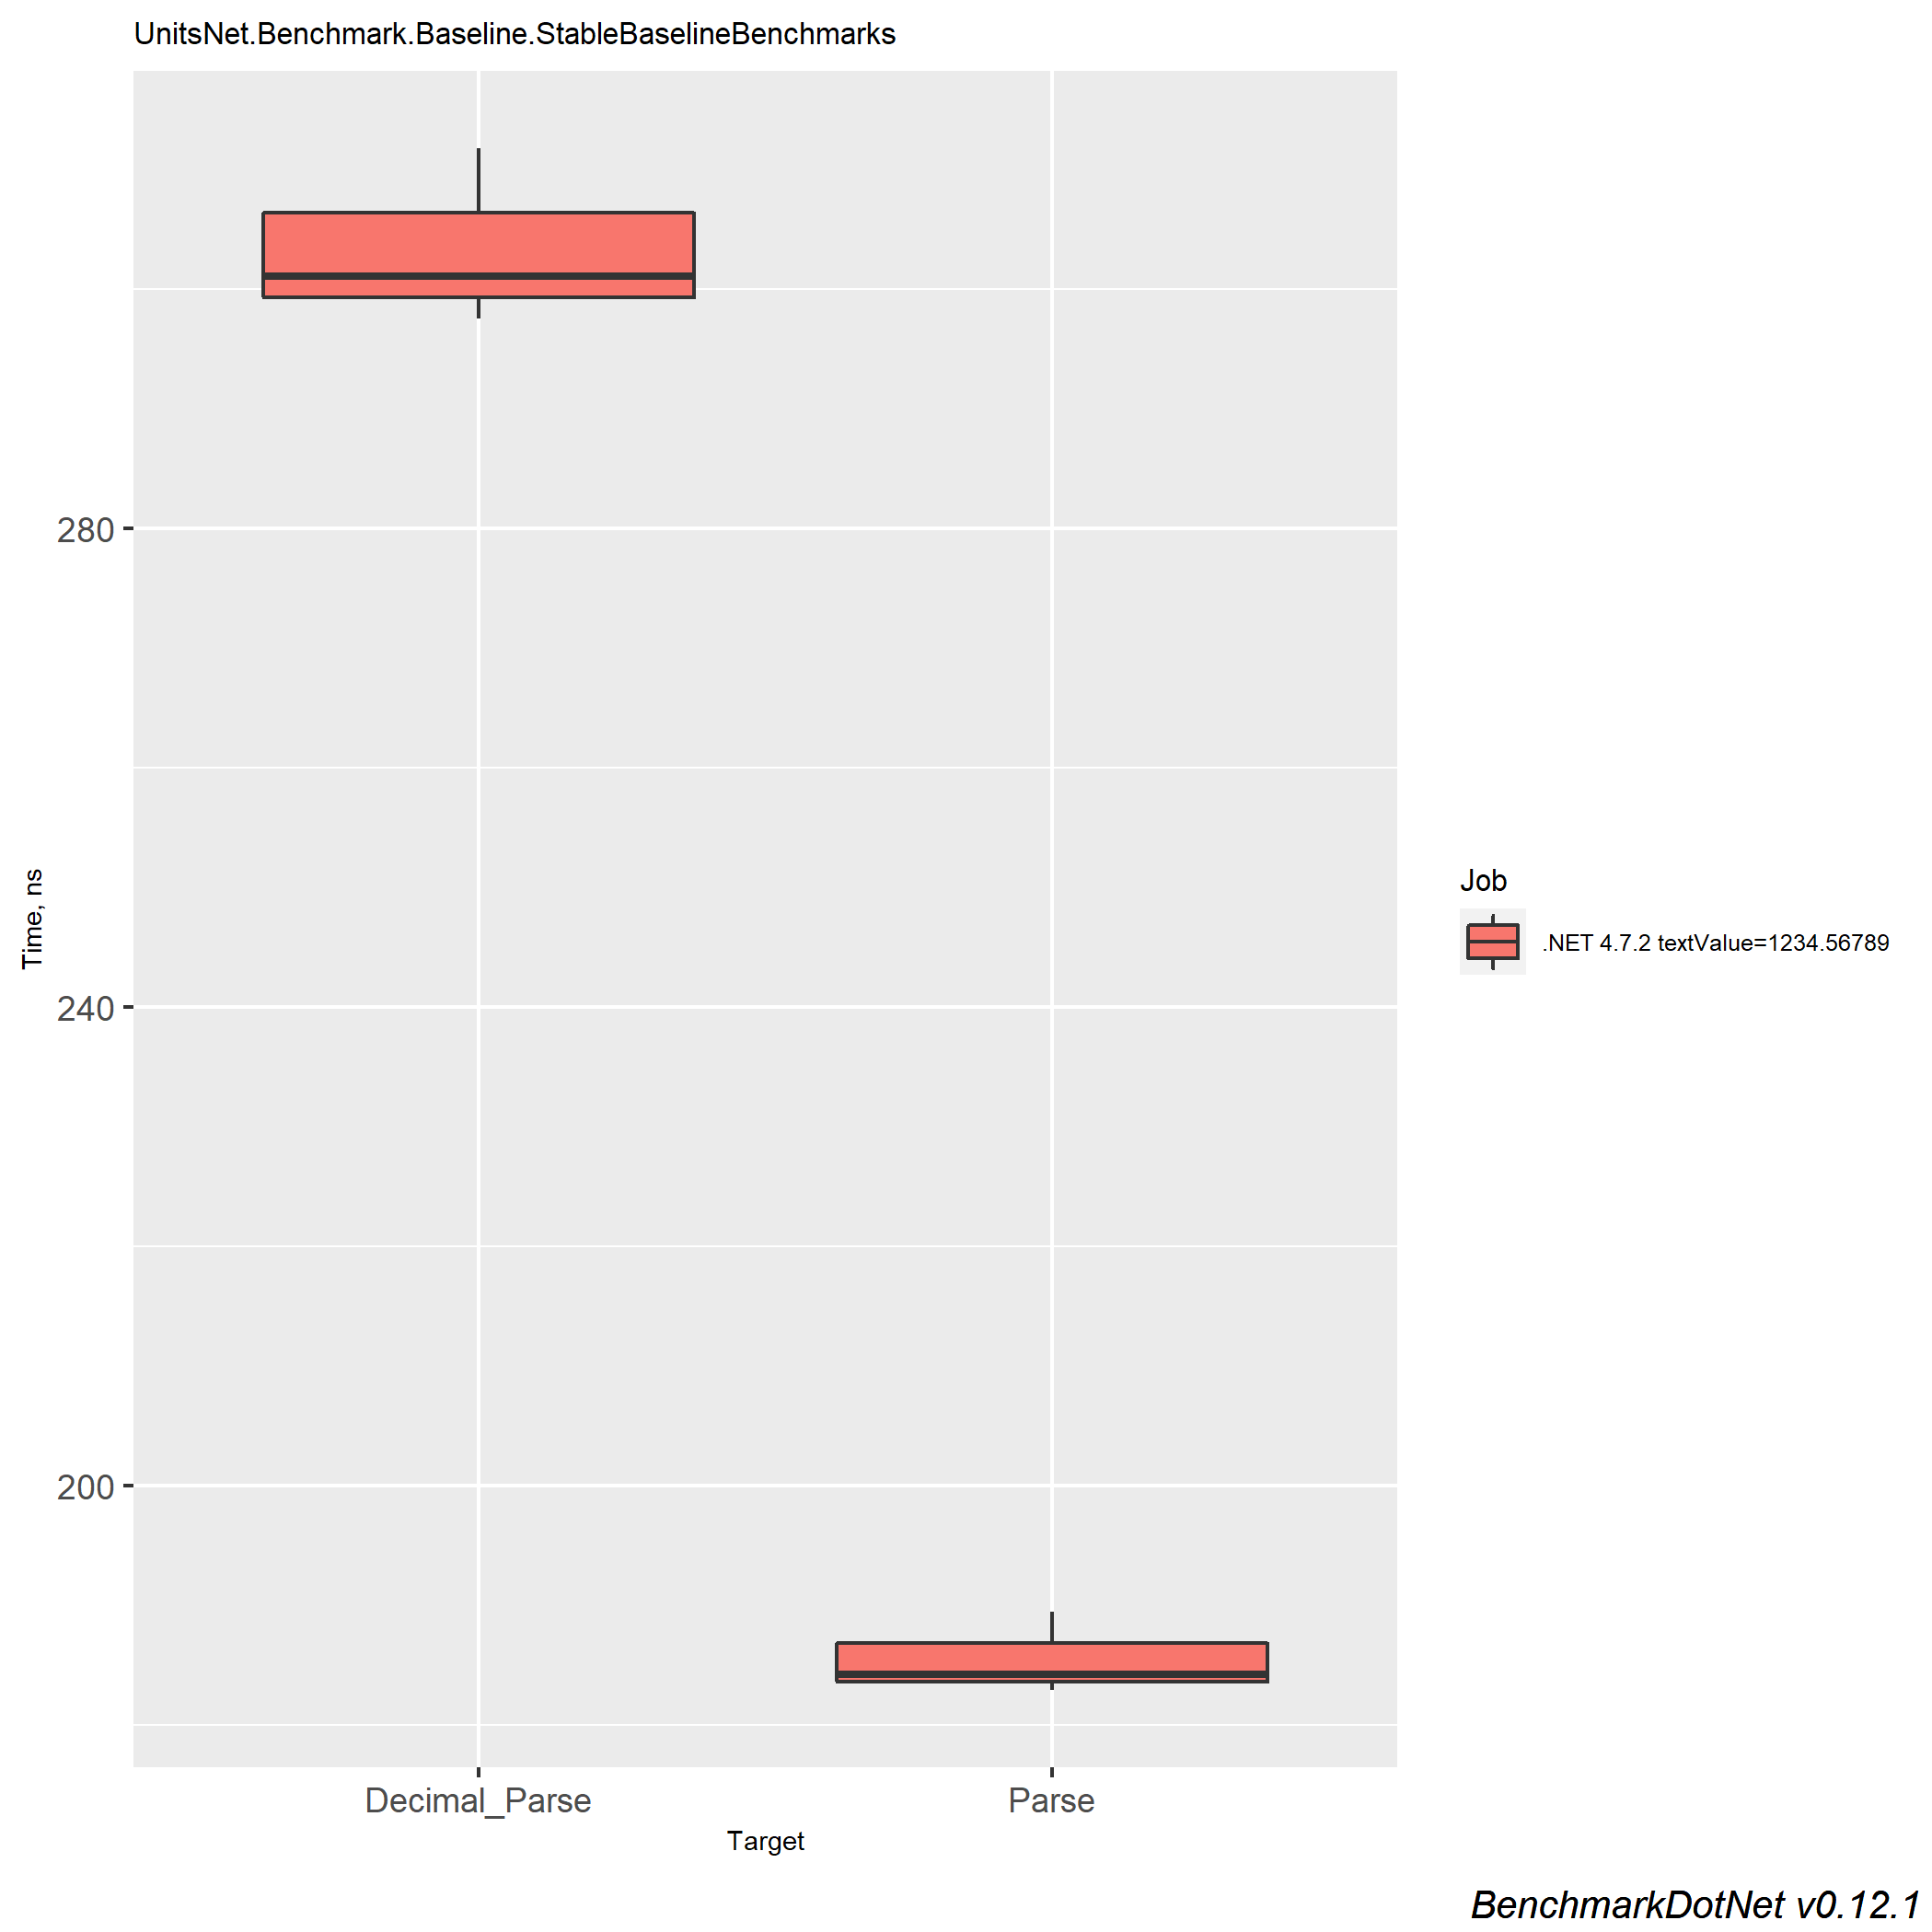 UnitsNet.Benchmark.Baseline.StableBaselineBenchmarks
280
240
200
Time, ns
Decimal_Parse
Parse
Target
Job
.NET 4.7.2 textValue=1234.56789
BenchmarkDotNet v0.12.1